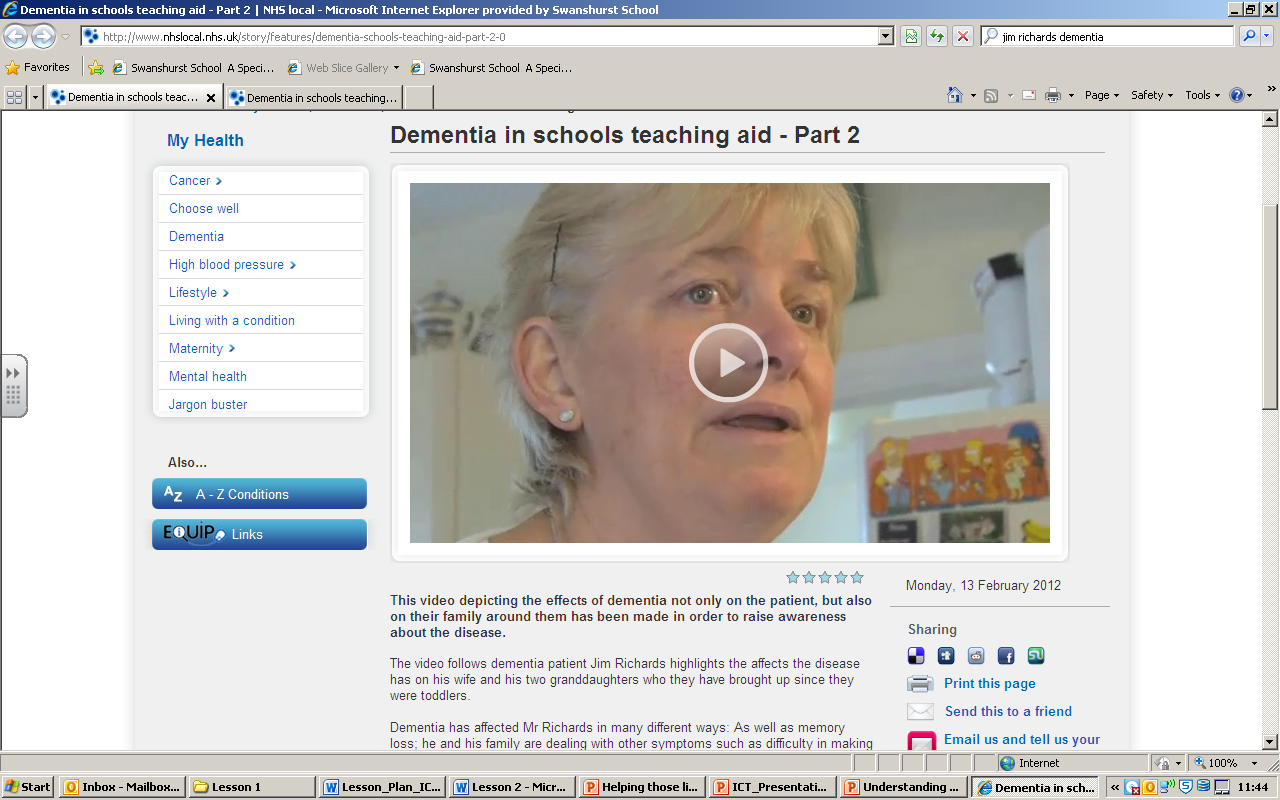 Dementia in schools teaching aid - Part 2 | NHS local - Microsoft Internet Explorer provided by Swanshurst School
http://www.nhslocal.nhs.uk/story/features/dementia-schools-teaching-aid-part-2-0
jim richards dementia
Favorites
Swanshurst School A Speci...
Web Slice Gallery
Swanshurst School A Speci...
Dementia in schools teac...
Dementia in schools teaching...
Page
Safety
Tools
My Health
Cancer
Choose well
Dementia
High blood pressure
Lifestyle
Living with a condition
Maternity
Mental health
Jargon buster
Also...
AZ A - Z Conditions
EQUIP Links
Dementia in schools teaching aid - Part 2
This video depicting the effects of dementia not only on the patient, but also
on their family around them has been made in order to raise awareness
about the disease.
The video follows dementia patient Jim Richards highlights the affects the disease
has on his wife and his two granddaughters who they have brought up since they
were toddlers.
Dementia has affected Mr Richards in many different ways: As well as memory
loss; he and his family are dealing with other symptoms such as difficulty in making
Monday, 13 February 2012
Sharing
Print this page
Send this to a friend
Email us and tell us your
Internet
100%
Start
Inbox - Mailbox...
Lesson 1
Lesson_Plan_IC...
Lesson 2 - Micr...
Helping those li...
ICT_Presentati...
Understanding ...
Dementia in sch...
11:44